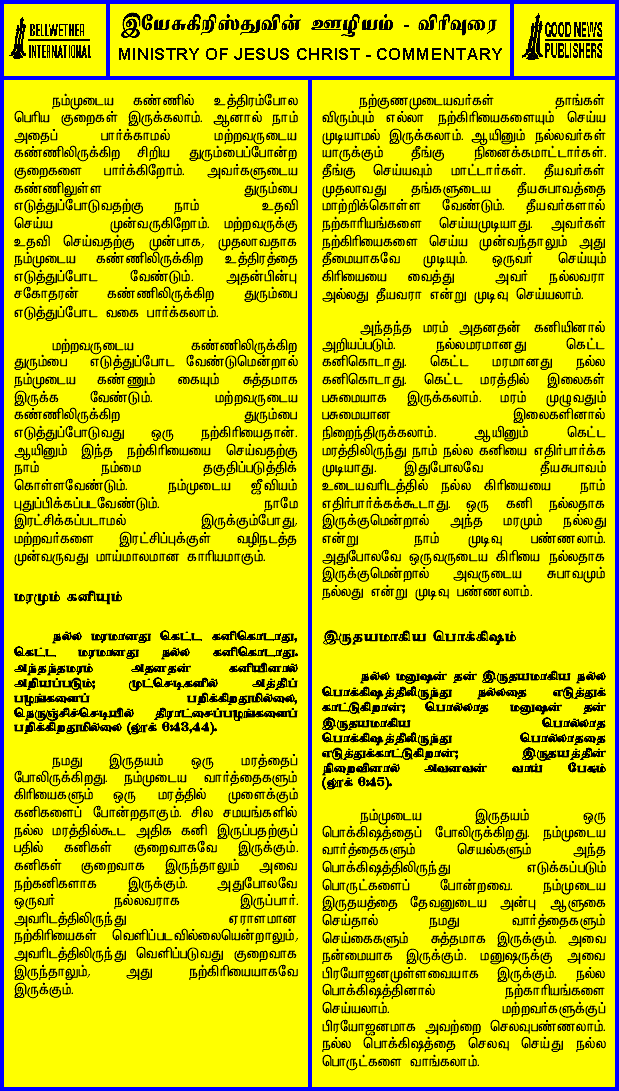 BELLWETHER
INTERNATIONAL
இயேசுகிறிஸ்துவின் ஊழியம் - விரிவுரை
MINISTRY OF JESUS CHRIST - COMMENTARY
GOOD NEWS
PUBLISHERS
நம்முடைய கண்ணில் உத்திரம்போல
பெரிய குறைகள் இருக்கலாம். ஆனால் நாம்
அதைப் பார்க்காமல் மற்றவருடைய
கண்ணிலிருக்கிற சிறிய துரும்பைப்போன்ற
குறைகளை பார்க்கிறோம். அவர்களுடைய
கண்ணிலுள்ள துரும்பை
எடுத்துப்போடுவதற்கு நாம் உதவி
செய்ய முன்வருகிறோம். மற்றவருக்கு
உதவி செய்வதற்கு முன்பாக, முதலாவதாக
நம்முடைய கண்ணிலிருக்கிற உத்திரத்தை
எடுத்துப்போட வேண்டும். அதன்பின்பு
சகோதரன் கண்ணிலிருக்கிற துரும்பை
எடுத்துப்போட வகை பார்க்கலாம்.
மற்றவருடைய கண்ணிலிருக்கிற
துரும்பை எடுத்துப்போட வேண்டுமென்றால்
நம்முடைய கண்ணும் கையும் சுத்தமாக
இருக்க வேண்டும். மற்றவருடைய
கண்ணிலிருக்கிற துரும்பை
எடுத்துப்போடுவது ஒரு நற்கிரியைதான்.
ஆயினும் இந்த நற்கிரியையை செய்வதற்கு
நாம் நம்மை தகுதிப்படுத்திக்
கொள்ளவேண்டும். நம்முடைய ஜீவியம்
புதுப்பிக்கப்படவேண்டும். நாமே
இரட்சிக்கப்படாமல் இருக்கும்போது,
மற்றவர்களை இரட்சிப்புக்குள் வழிநடத்த
முன்வருவது மாய்மாலமான காரியமாகும்.
மரமும் கனியும்
நல்ல மரமானது கெட்ட கனிகொடாது,
கெட்ட மரமானது நல்ல கனிகொடாது.
அந்தந்தமரம் அதனதன் கனியினால்
அறியப்படும்; முட்செடிகளில் அத்திப்
பழங்களைப் பறிக்கிறதுமில்லை,
நெருஞ்சிச்செடியில் திராட்சைப்பழங்களைப்
பறிக்கிறதுமில்லை (லூக் 6:43,44).
நமது இருதயம் ஒரு மரத்தைப்
போலிருக்கிறது. நம்முடைய வார்த்தைகளும்
கிரியைகளும் ஒரு மரத்தில் முளைக்கும்
கனிகளைப் போன்றதாகும். சில சமயங்களில்
நல்ல மரத்தில்கூட அதிக கனி இருப்பதற்குப்
பதில் கனிகள் குறைவாகவே இருக்கும்.
கனிகள் குறைவாக இருந்தாலும் அவை
நற்கனிகளாக இருக்கும். அதுபோலவே
ஒருவர் நல்லவராக இருப்பார்.
அவரிடத்திலிருந்து ஏராளமான
நற்கிரியைகள் வெளிப்படவில்லையென்றாலும்,
அவரிடத்திலிருந்து வெளிப்படுவது குறைவாக
இருந்தாலும், அது நற்கிரியையாகவே
இருக்கும்.
நற்குணமுடையவர்கள் தாங்கள்
விரும்பும் எல்லா நற்கிரியைகளையும் செய்ய
முடியாமல் இருக்கலாம். ஆயினும் நல்லவர்கள்
யாருக்கும் தீங்கு நினைக்கமாட்டார்கள்.
தீங்கு செய்யவும் மாட்டார்கள். தீயவர்கள்
முதலாவது தங்களுடைய தீயசுபாவத்தை
மாற்றிக்கொள்ள வேண்டும். தீயவர்களால்
நற்காரியங்களை செய்யமுடியாது. அவர்கள்
நற்கிரியைகளை செய்ய முன்வந்தாலும் அது
தீமையாகவே முடியும். ஒருவர் செய்யும்
கிரியையை வைத்து அவர் நல்லவரா
அல்லது தீயவரா என்று முடிவு செய்யலாம்.
அந்தந்த மரம் அதனதன் கனியினால்
அறியப்படும். நல்லமரமானது கெட்ட
கனிகொடாது. கெட்ட மரமானது நல்ல
கனிகொடாது. கெட்ட மரத்தில் இலைகள்
பசுமையாக இருக்கலாம். மரம் முழுவதும்
பசுமையான இலைகளினால்
நிறைந்திருக்கலாம். ஆயினும் கெட்ட
மரத்திலிருந்து நாம் நல்ல கனியை எதிர்பார்க்க
முடியாது. இதுபோலவே தீயசுபாவம்
உடையவரிடத்தில் நல்ல கிரியையை நாம்
எதிர்பார்க்கக்கூடாது. ஒரு கனி நல்லதாக
இருக்குமென்றால் அந்த மரமும் நல்லது
என்று நாம் முடிவு பண்ணலாம்.
அதுபோலவே ஒருவருடைய கிரியை நல்லதாக
இருக்குமென்றால் அவருடைய சுபாவமும்
நல்லது என்று முடிவு பண்ணலாம்.
இருதயமாகிய பொக்கிஷம்
நல்ல மனுஷன் தன் இருதயமாகிய நல்ல
பொக்கிஷத்திலிருந்து நல்லதை எடுத்துக்
காட்டுகிறான்; பொல்லாத மனுஷன் தன்
இருதயமாகிய பொல்லாத
பொக்கிஷத்திலிருந்து பொல்லாததை
எடுத்துக்காட்டுகிறான்; இருதயத்தின்
நிறைவினால் அவனவன் வாய் பேசும்
(லூக் 6:45).
நம்முடைய இருதயம் ஒரு
பொக்கிஷத்தைப் போலிருக்கிறது. நம்முடைய
வார்த்தைகளும் செயல்களும் அந்த
பொக்கிஷத்திலிருந்து எடுக்கப்படும்
பொருட்களைப் போன்றவை. நம்முடைய
இருதயத்தை தேவனுடைய அன்பு ஆளுகை
செய்தால் நமது வார்த்தைகளும்
செய்கைகளும் சுத்தமாக இருக்கும். அவை
நன்மையாக இருக்கும். மனுஷருக்கு அவை
பிரயோஜனமுள்ளவையாக இருக்கும். நல்ல
பொக்கிஷத்தினால் நற்காரியங்களை
செய்யலாம். மற்றவர்களுக்குப்
பிரயோஜனமாக அவற்றை செலவுபண்ணலாம்.
நல்ல பொக்கிஷத்தை செலவு செய்து நல்ல
பொருட்களை வாங்கலாம்.